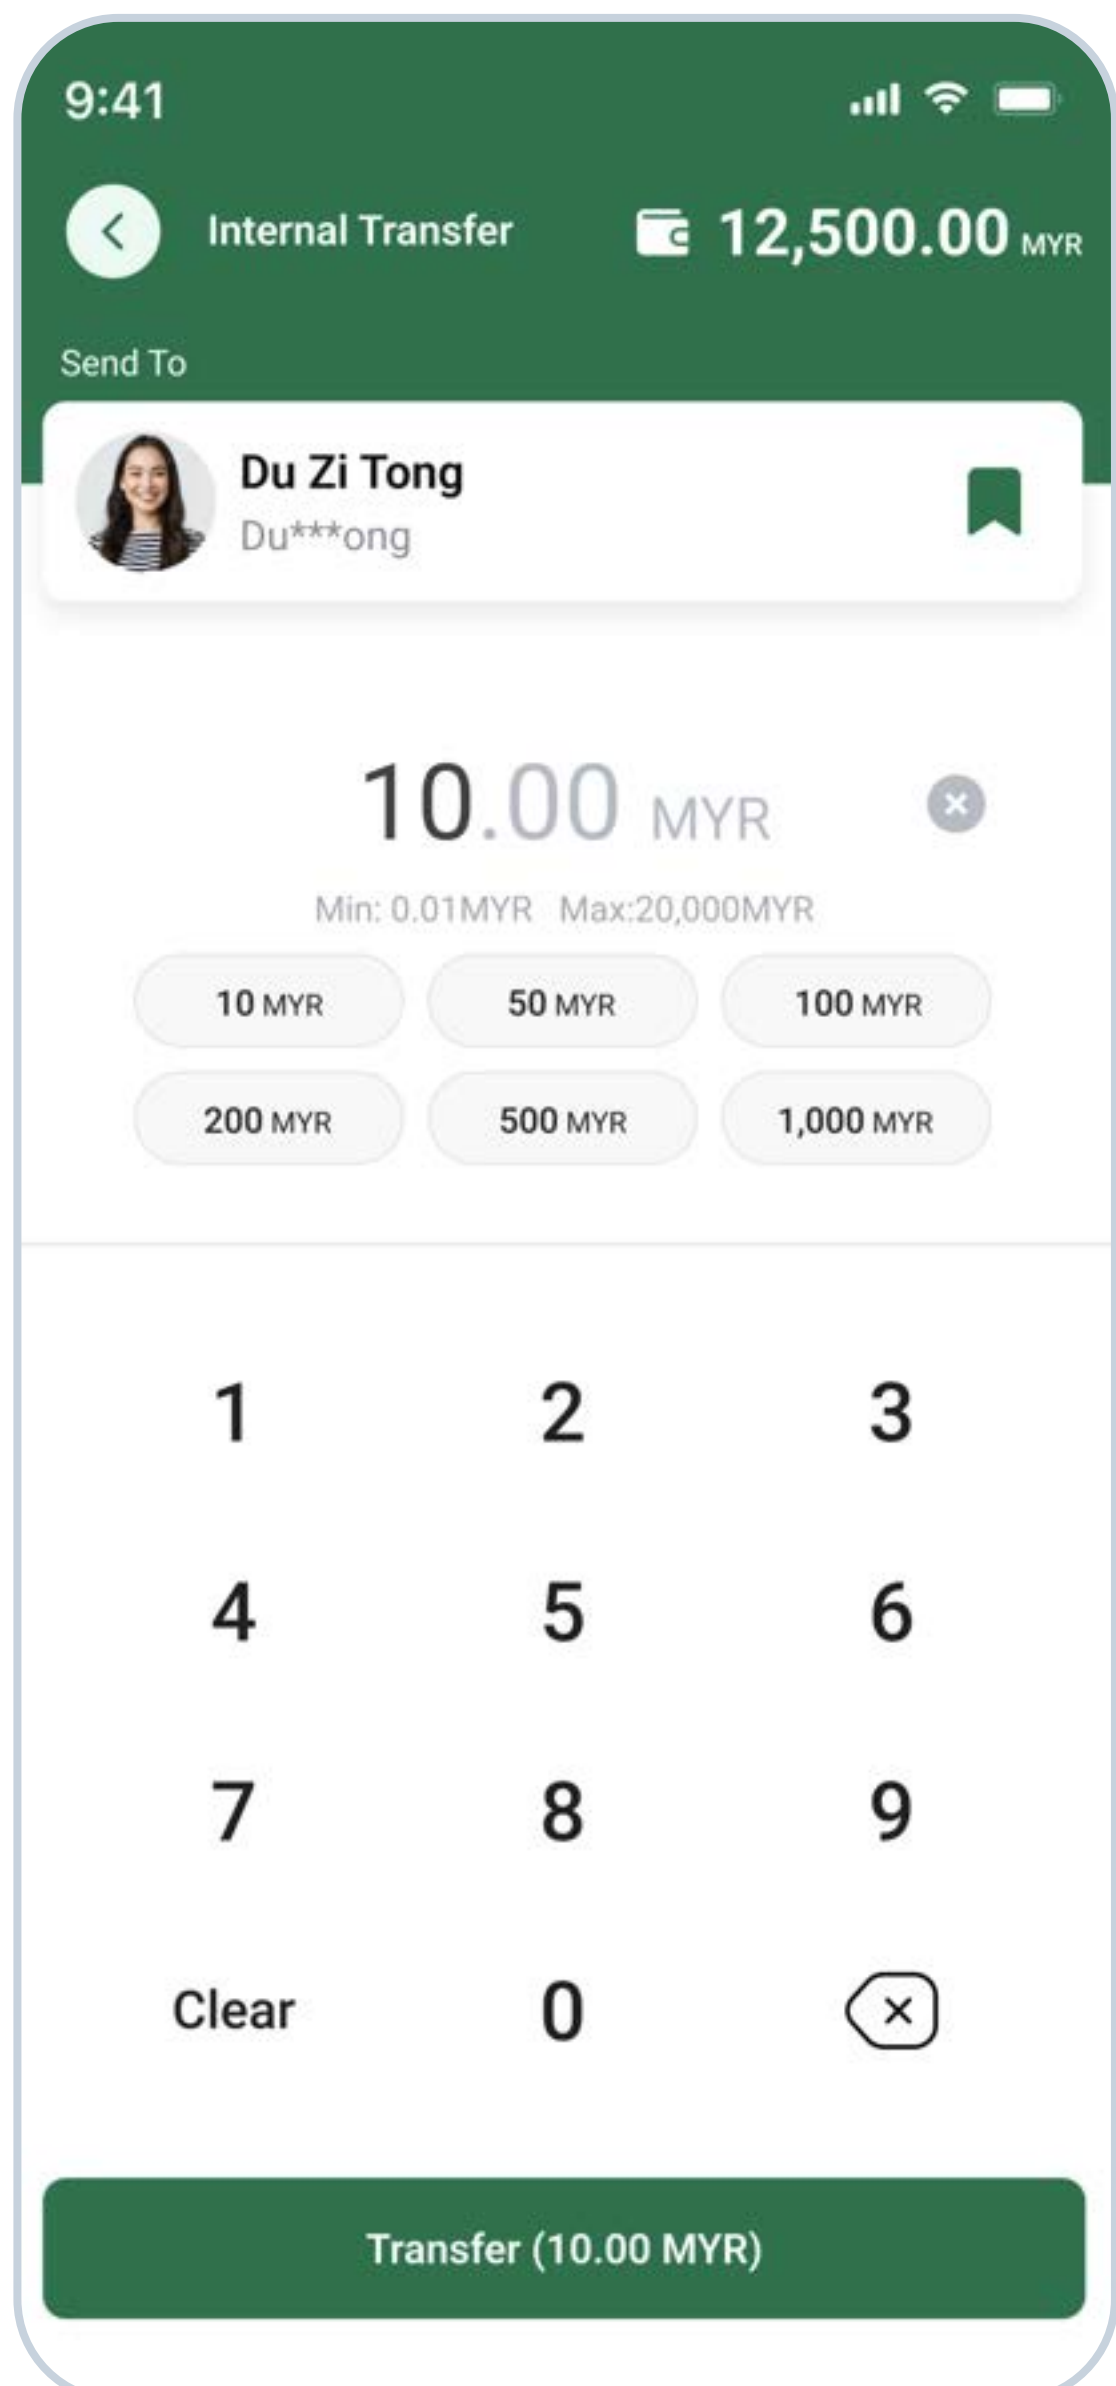 9:41
Internal Transfer 12,500.00 MYR
Send To
Du Zi Tong
Du***ong
10.00 MYR
Min: 0.01MYR Max:20,000MYR
10 MYR 50 MYR 100 MYR
200 MYR 500 MYR 1,000 MYR
1 2 3
4 5 6
7 8 9
Clear 0
Transfer (10.00 MYR)